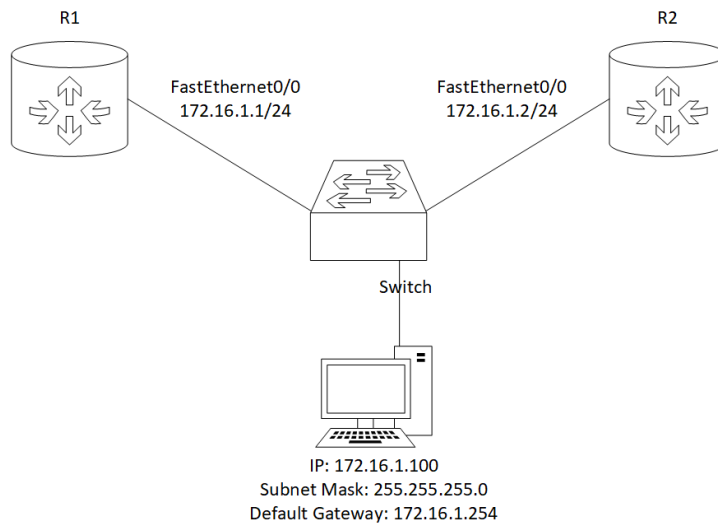 R1
R2
FastEthernet0/0
172.16.1.1/24
FastEthernet0/0
172.16.1.2/24
Switch
IP: 172.16.1.100
Subnet Mask: 255.255.255.0
Default Gateway: 172.16.1.254